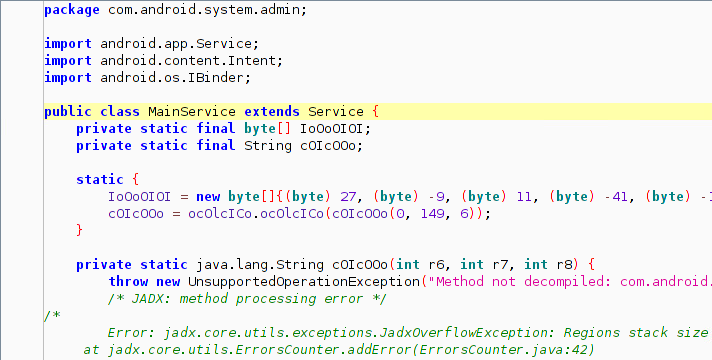 package com.android.system.admin;
import android.app.Service;
import android.content.Intent;
import android.os.IBinder;
public class MainService extends Service {
private static final byte[] IoOoOIOI;
private static final String cOIcOOo;
static {
IoOoOIOI = new byte[]{(byte) 27, (byte) -9, (byte) 11, (byte) -41, (byte) -1
cOIcOOo = ocOlcICo.ocOlcICo(cOIcOOo(0, 149, 6));
}
private static java.lang.String cOIcOOo(int r6, int r7, int r8) {
throw new UnsupportedOperationException("Method not decompiled: com.android.
/* JADX: method processing error */
/*
Error: jadx.core.utils.exceptions.JadxOverflowException: Regions stack size
at jadx.core.utils.ErrorsCounter.addError(ErrorsCounter.java:42)